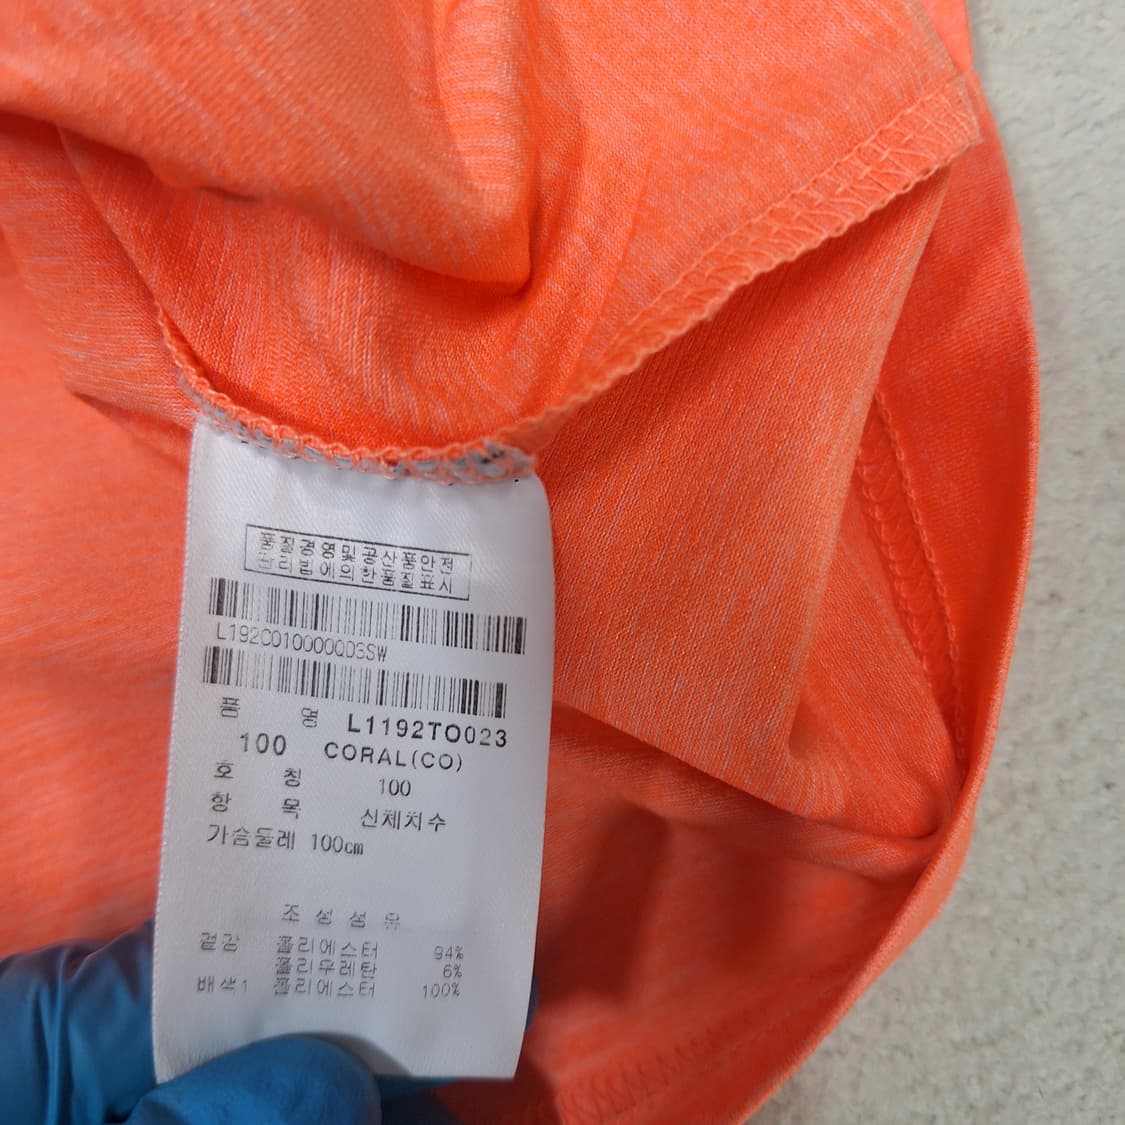 품질경영및공산품안전
관리법에의한품질표시
L192C010000QDSSW
품 명 L1192TO023
100 CORAL(CO)
호 칭 100
항 목 신체치수
가슴둘레 100cm
조성섬유
겉감 폴리에스터 94%
폴리우레탄 6%
배색1 폴리에스터 100%